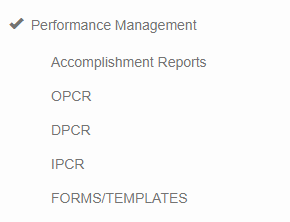 Performance Management
Accomplishment Reports
OPCR
DPCR
IPCR
FORMS/TEMPLATES